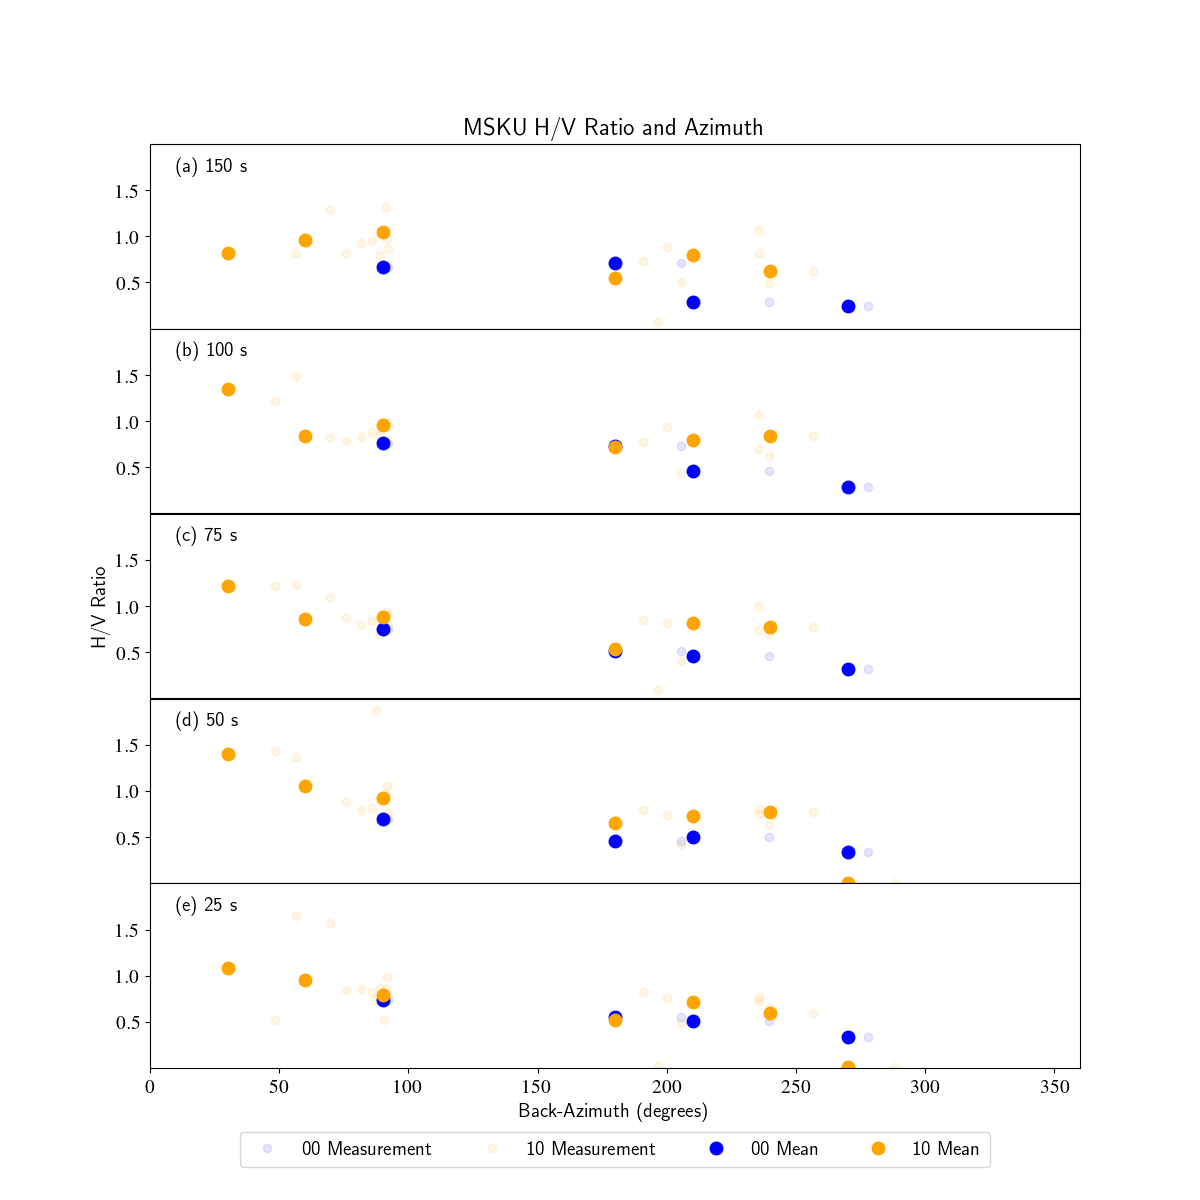 MSKU H/V Ratio and Azimuth
(a) 150 s
1.5
1.0
0.5
(b) 100 s
1.5
1.0
0.5
(c) 75 s
1.5
1.0
0.5
H/V Ratio
(d) 50 s
1.5
1.0
0.5
(e) 25 s
1.5
1.0
0.5
0 50 100 150 200 250 300 350
Back-Azimuth (degrees)
00 Measurement 10 Measurement 00 Mean 10 Mean